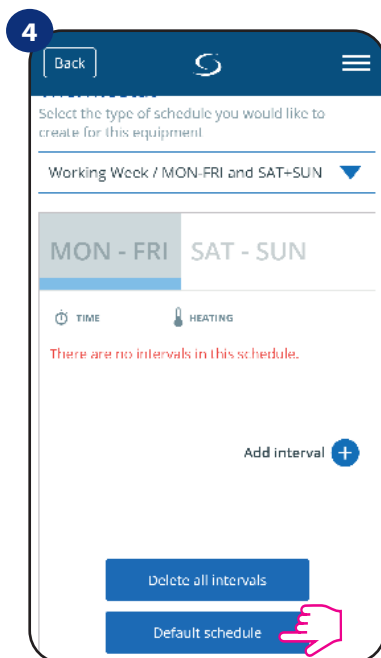 4
Back
Thermostat
Select the type of schedule you would like to
create for this equipment
Working Week / MON-FRI and SAT+SUN
MON - FRI SAT - SUN
TIME HEATING
There are no intervals in this schedule.
Add interval
Delete all intervals
Default schedule